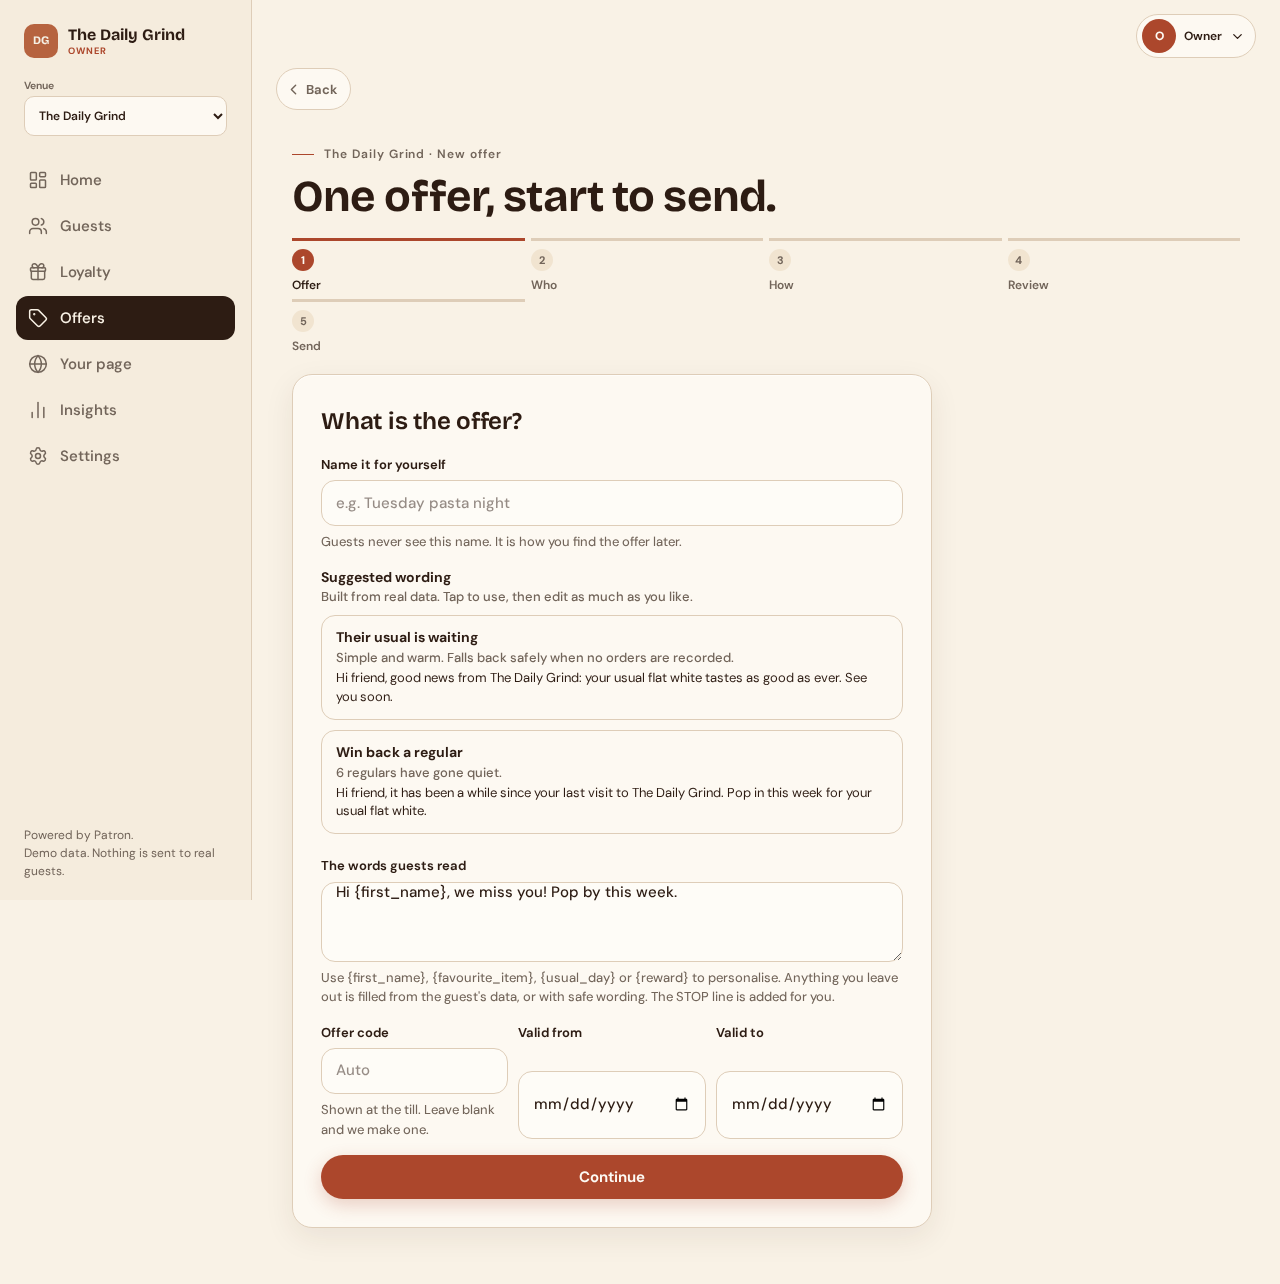 DG
The Daily Grind
OWNER
Venue
The Daily Grind
Home
Guests
Loyalty
Offers
Your page
Insights
Settings
Powered by Patron.
Demo data. Nothing is sent to real
guests.
O
Owner
Back
The Daily Grind · New offer
One offer, start to send.
1
Offer
2
Who
3
How
4
Review
5
Send
What is the offer?
Name it for yourself
e.g. Tuesday pasta night
Guests never see this name. It is how you find the offer later.
Suggested wording
Built from real data. Tap to use, then edit as much as you like.
Their usual is waiting
Simple and warm. Falls back safely when no orders are recorded.
Hi friend, good news from The Daily Grind: your usual flat white tastes as good as ever. See
you soon.
Win back a regular
6 regulars have gone quiet.
Hi friend, it has been a while since your last visit to The Daily Grind. Pop in this week for your
usual flat white.
The words guests read
Hi {first_name}, we miss you! Pop by this week.
Use {first_name}, {favourite_item}, {usual_day} or {reward} to personalise. Anything you leave
out is filled from the guest's data, or with safe wording. The STOP line is added for you.
Offer code
Auto
Shown at the till. Leave blank
and we make one.
Valid from
mm/dd/yyyy
Valid to
mm/dd/yyyy
Continue